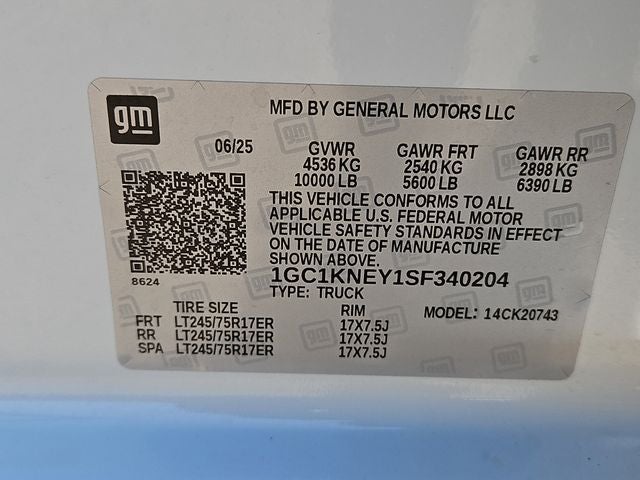 gm
MFD BY GENERAL MOTORS LLC
06/25 GVWR GAWR FRT GAWR RR
4536 KG 2540 KG 2898 KG
10000 LB 5600 LB 6390 LB
THIS VEHICLE CONFORMS TO ALL
APPLICABLE U.S. FEDERAL MOTOR
VEHICLE SAFETY STANDARDS IN EFFECT
ON THE DATE OF MANUFACTURE
SHOWN ABOVE.
8624
1GC1KNEY1SF340204
TYPE: TRUCK
TIRE SIZE RIM MODEL: 14CK20743
FRT LT245/75R17ER 17X7.5J
RR LT245/75R17ER 17X7.5J
SPA LT245/75R17ER 17X7.5J